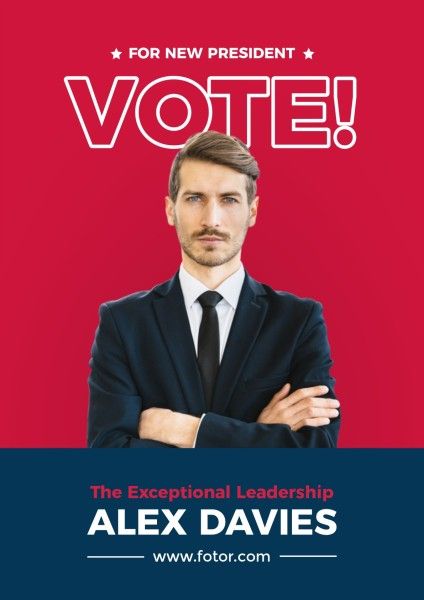 FOR NEW PRESIDENT
VOTE!
The Exceptional Leadership
ALEX DAVIES
www.fotor.com